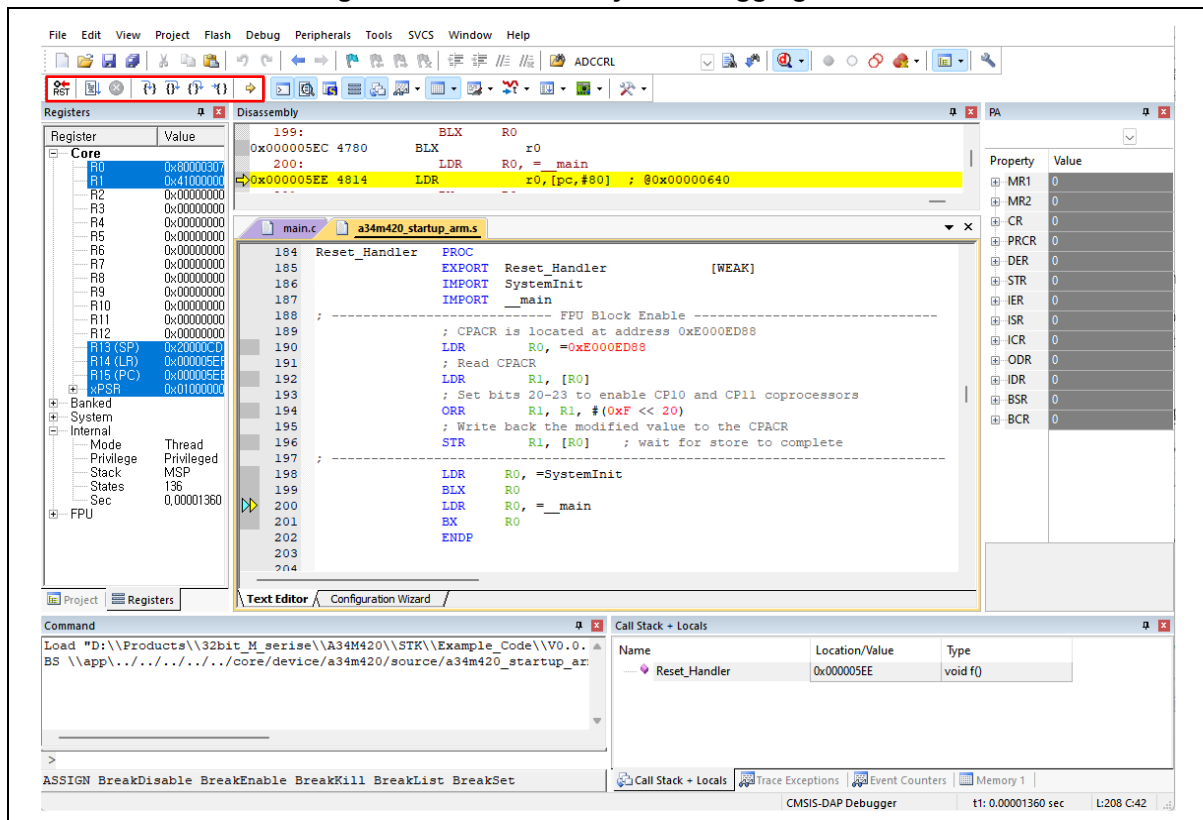 File Edit View Project Flash Debug Peripherals Tools SVCS Window Help
ADCCRL
RST
Registers
Register Value
Core
R0 0x80000307
R1 0x41000000
R2 0x00000000
R3 0x00000000
R4 0x00000000
R5 0x00000000
R6 0x00000000
R7 0x00000000
R8 0x00000000
R9 0x00000000
R10 0x00000000
R11 0x00000000
R12 0x00000000
R13 (SP) 0x20000CD
R14 (LR) 0x000005EF
R15 (PC) 0x000005EE
xPSR 0x01000000
Banked
System
Internal
Mode Thread
Privilege Privileged
Stack MSP
States 136
Sec 0,00001360
FPU
Project Registers
Disassembly
199: BLX R0
0x000005EC 4780 BLX r0
200: LDR R0, =__main
0x000005EE 4814 LDR r0,[pc,#80] ; @0x00000640
main.c a34m420_startup_arm.s
184 Reset_Handler PROC
185 EXPORT Reset_Handler [WEAK]
186 IMPORT SystemInit
187 IMPORT __main
188 ; ------------------------- FPU Block Enable ---------------------------
189 ; CPACR is located at address 0xE000ED88
190 LDR R0, =0xE000ED88
191 ; Read CPACR
192 LDR R1, [R0]
193 ; Set bits 20-23 to enable CP10 and CP11 coprocessors
194 ORR R1, R1, #(0xF << 20)
195 ; Write back the modified value to the CPACR
196 STR R1, [R0] ; wait for store to complete
197 ; -----------------------------------------------------------------------
198 LDR R0, =SystemInit
199 BLX R0
200 LDR R0, =__main
201 BX R0
202 ENDP
203
204
Text Editor Configuration Wizard
PA
Property Value
MR1 0
MR2 0
CR 0
PRCR 0
DER 0
STR 0
IER 0
ISR 0
ICR 0
ODR 0
IDR 0
BSR 0
BCR 0
Command
Load "D:\\Products\\32bit_M_serise\\A34M420\\STK\\Example_Code\\V0.0.
BS \\app\../../../../core/device/a34m420/source/a34m420_startup_ar
>
ASSIGN BreakDisable BreakEnable BreakKill BreakList BreakSet
Call Stack + Locals
Name Location/Value Type
Reset_Handler 0x000005EE void f()
Call Stack + Locals Trace Exceptions Event Counters Memory 1
CMSIS-DAP Debugger t1: 0.00001360 sec L:208 C:42